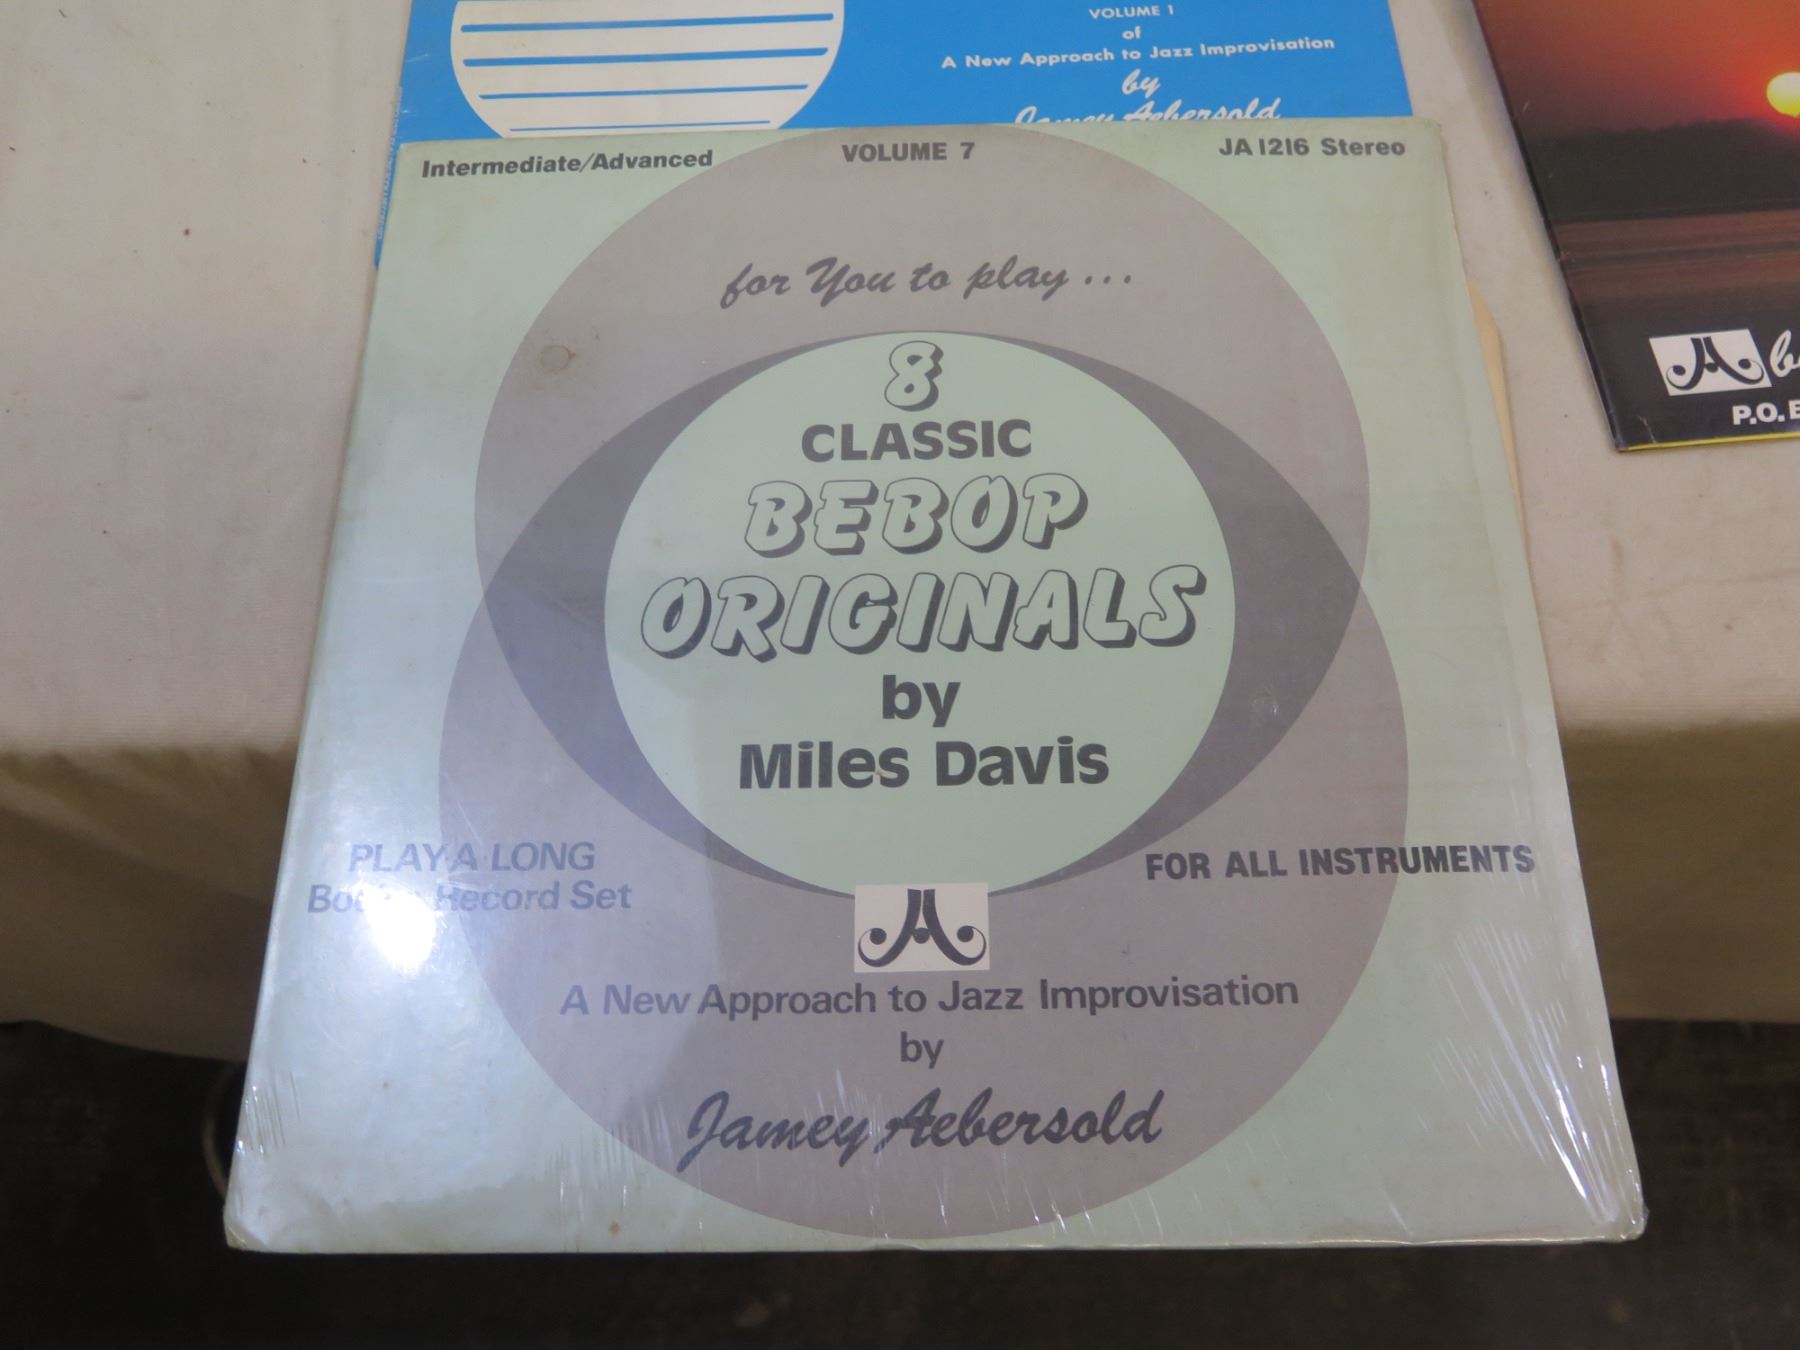 VOLUME 1
of
A New Approach to Jazz Improvisation
by
Jamey Aebersold
Intermediate/Advanced
VOLUME 7
JA 1216 Stereo
for You to play...
8
CLASSIC
BEBOP
ORIGINALS
by
Miles Davis
PLAY-A-LONG
Record Set
FOR ALL INSTRUMENTS
A New Approach to Jazz Improvisation
by
Jamey Aebersold
P.O.